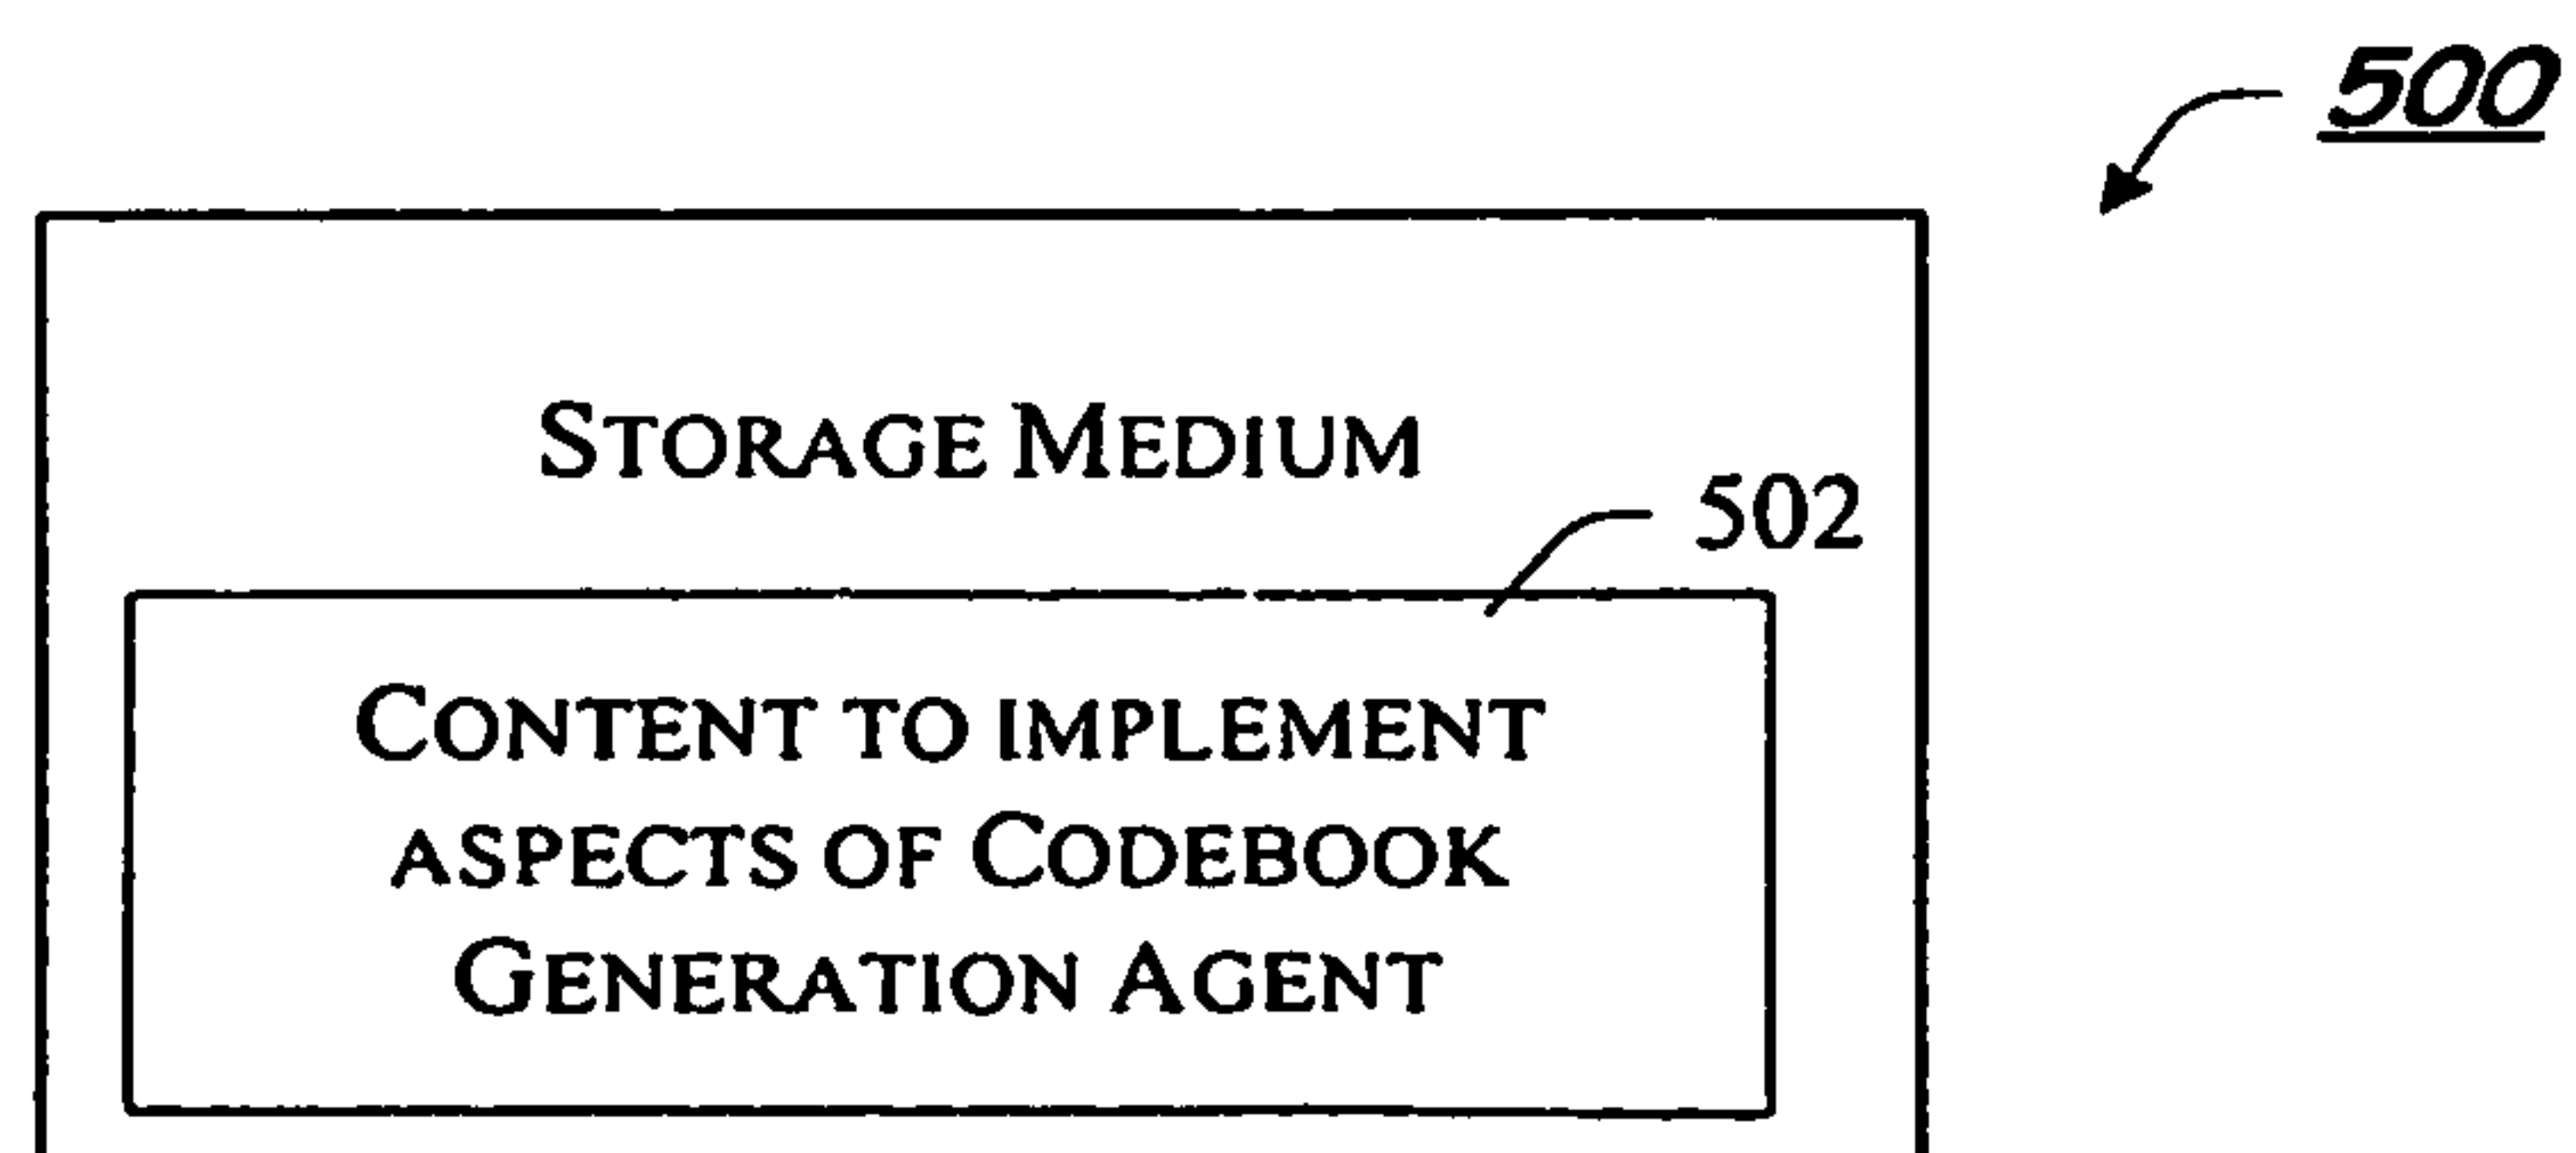 500
STORAGE MEDIUM
502
CONTENT TO IMPLEMENT
ASPECTS OF CODEBOOK
GENERATION AGENT